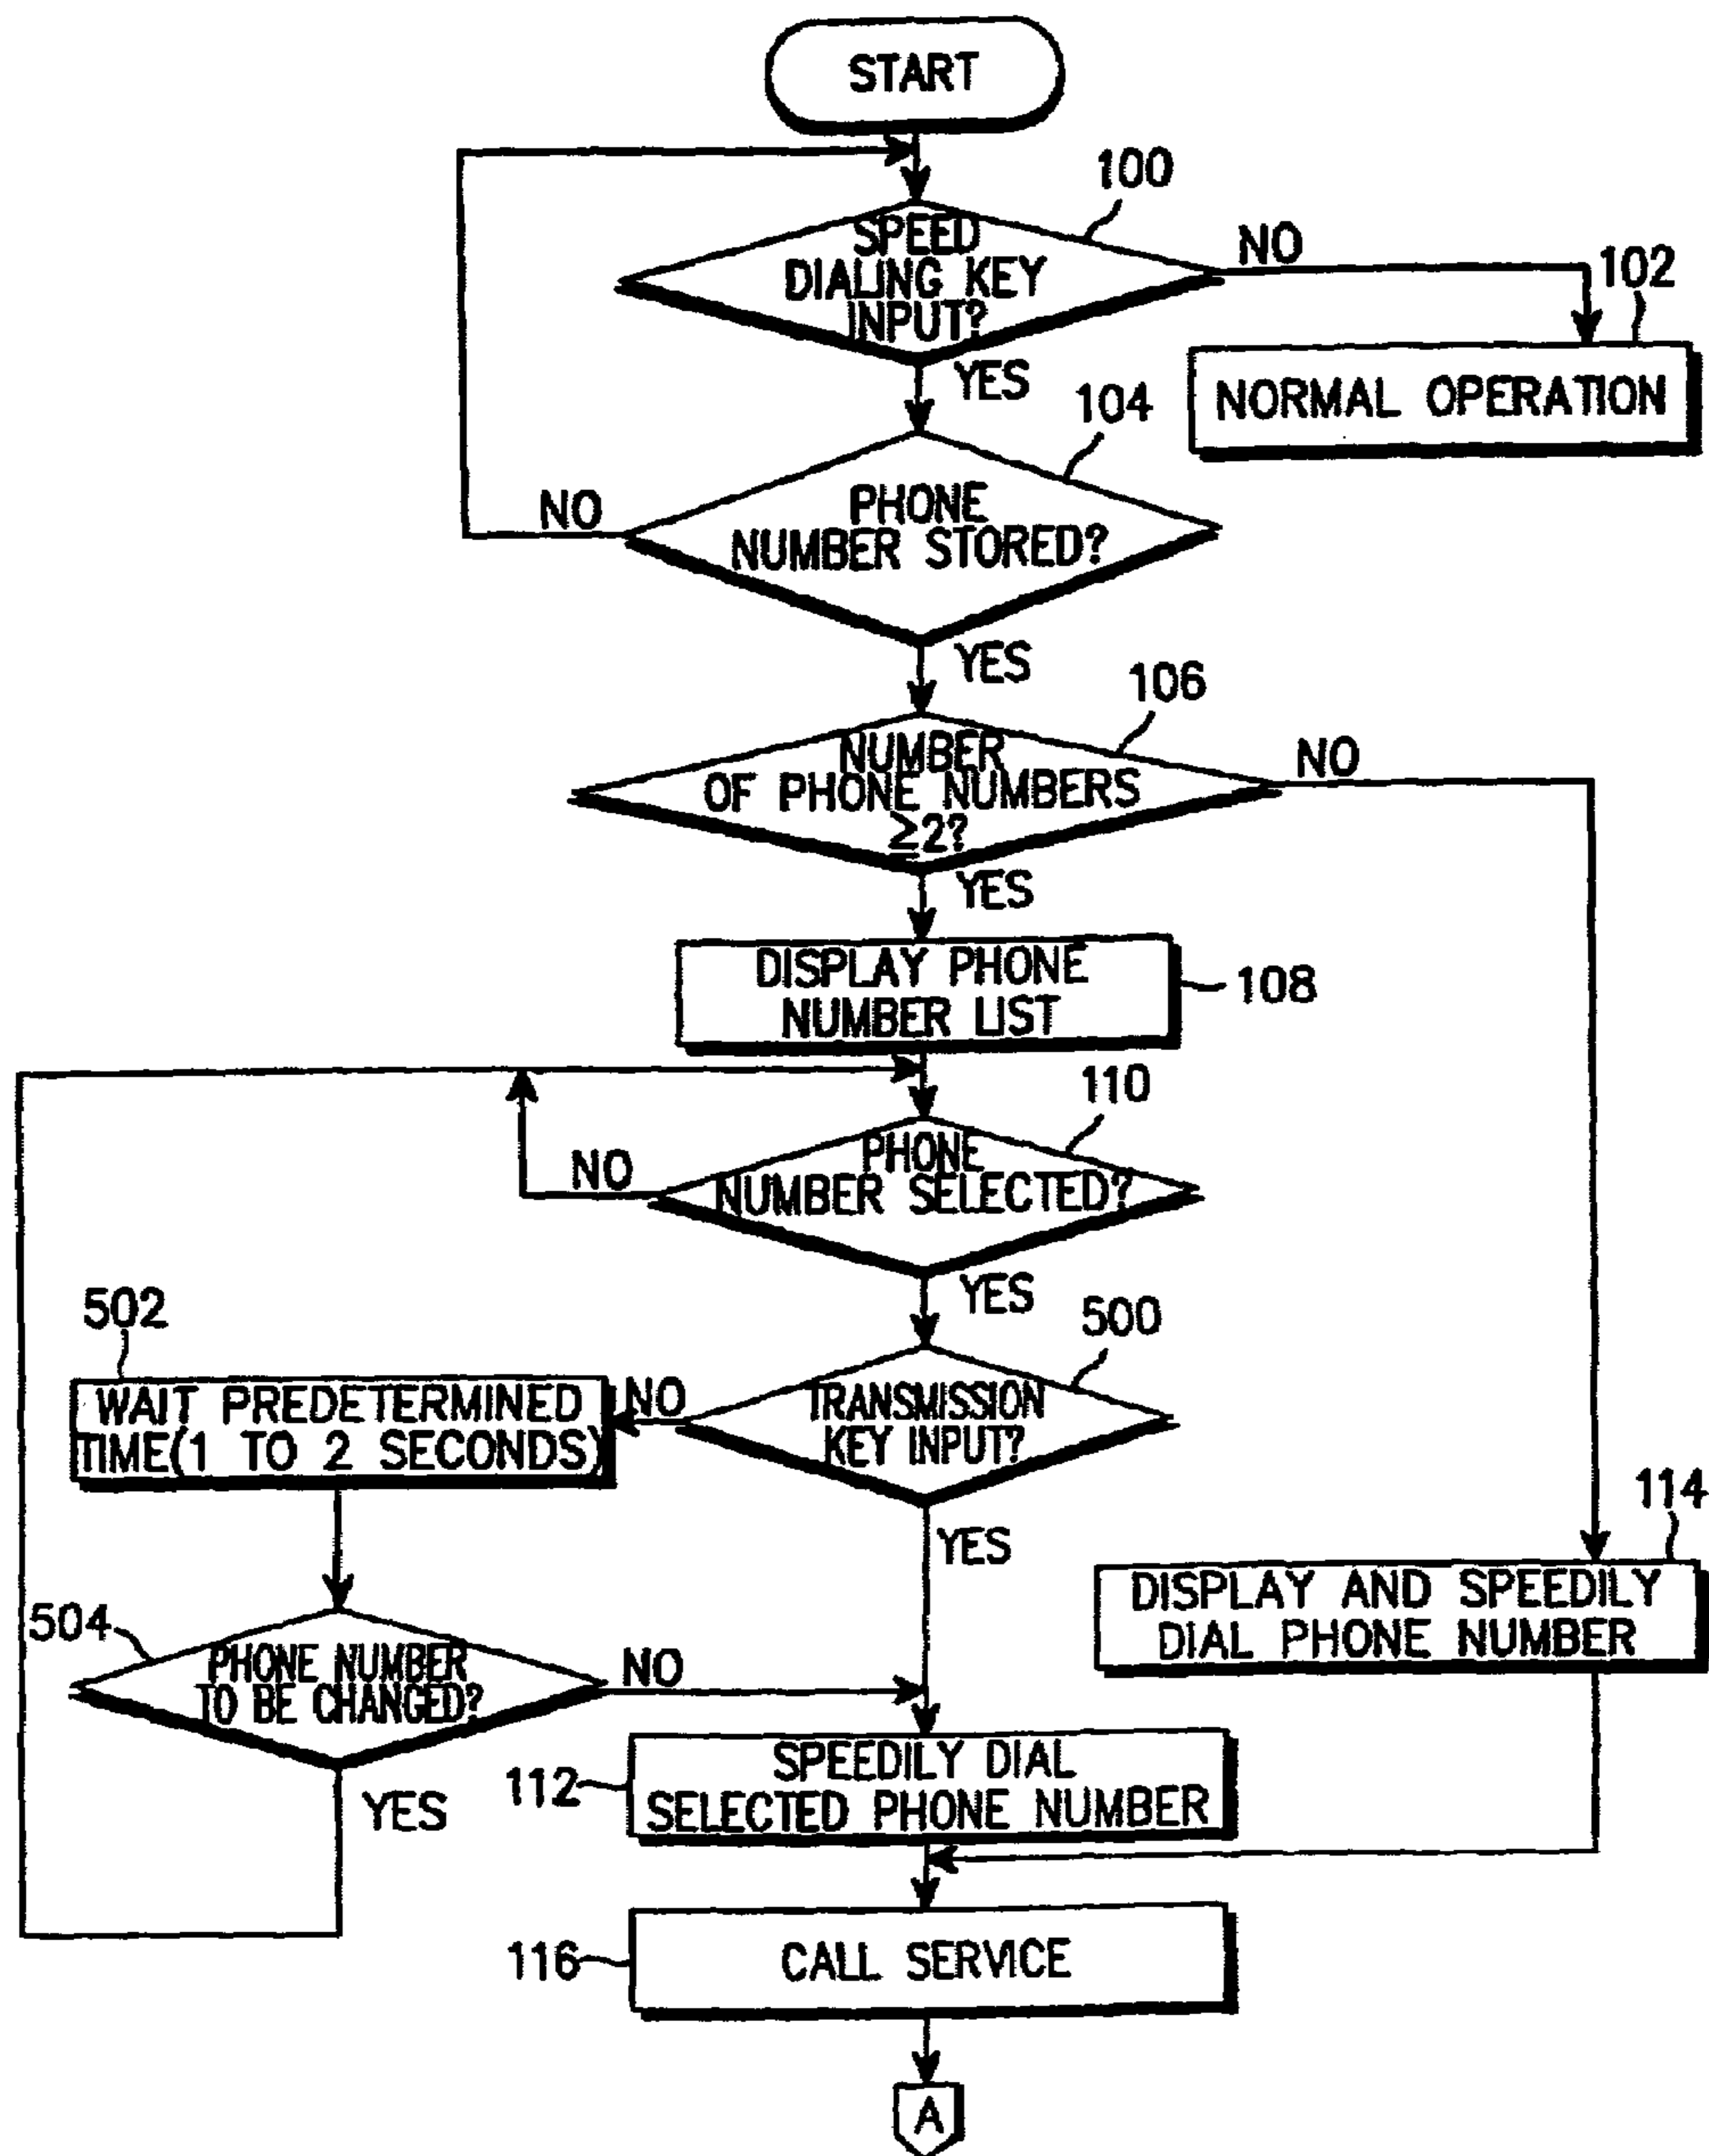 START
100
SPEED
DIALING KEY
INPUT?
NO
102
NORMAL OPERATION
YES
104
PHONE
NUMBER STORED?
NO
YES
106
NUMBER
OF PHONE NUMBERS
≥2?
NO
YES
DISPLAY PHONE
NUMBER LIST
108
110
PHONE
NUMBER SELECTED?
NO
YES
500
TRANSMISSION
KEY INPUT?
NO
502
WAIT PREDETERMINED
TIME(1 TO 2 SECONDS)
YES
114
DISPLAY AND SPEEDILY
DIAL PHONE NUMBER
504
PHONE NUMBER
TO BE CHANGED?
NO
YES
112
SPEEDILY DIAL
SELECTED PHONE NUMBER
116
CALL SERVICE
A